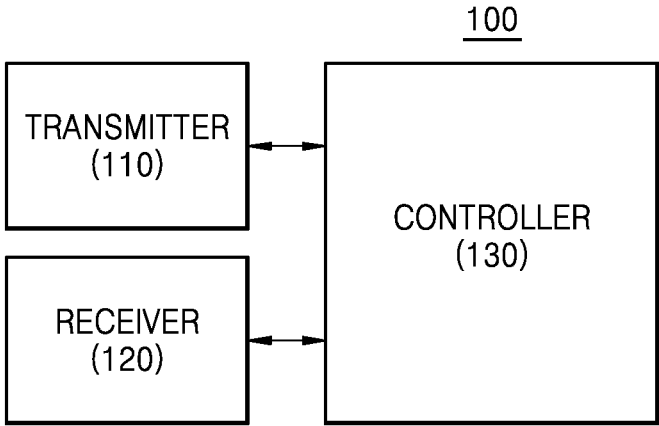 100
TRANSMITTER
(110)
CONTROLLER
(130)
RECEIVER
(120)